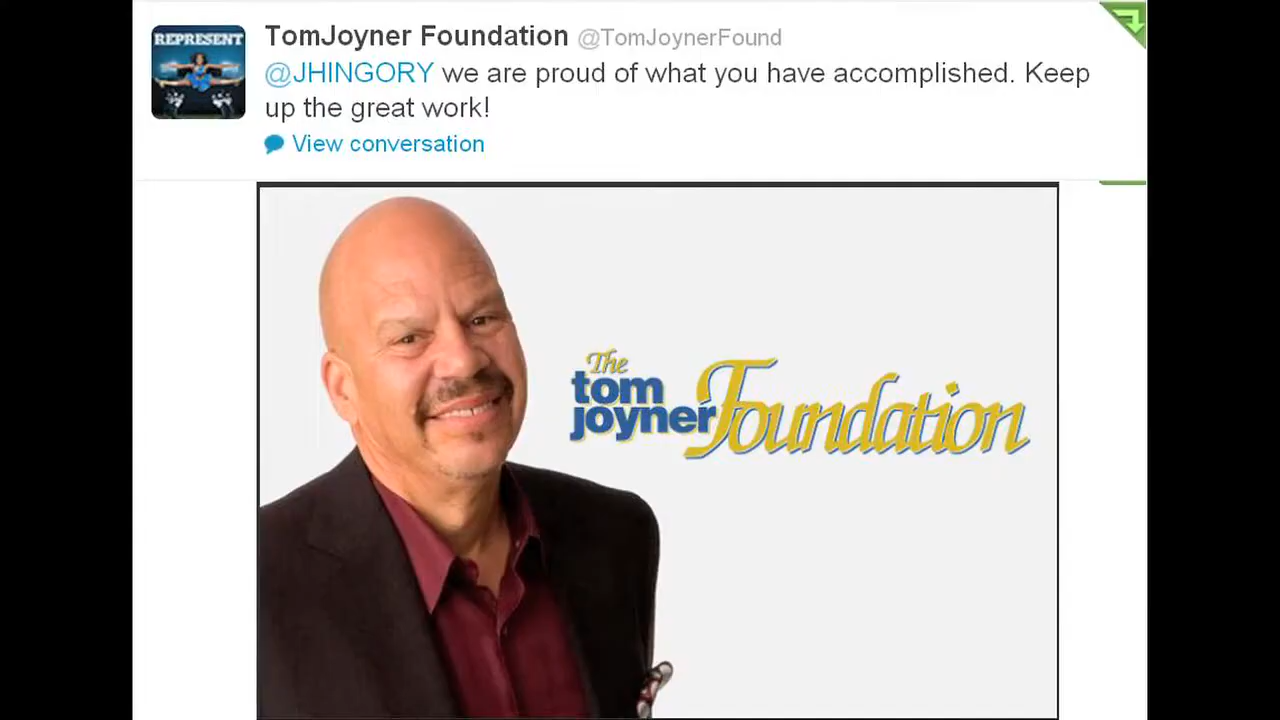 REPRESENT
TomJoyner Foundation @TomJoynerFound
@JHINGORY we are proud of what you have accomplished. Keep
up the great work!
View conversation
The
tom
joyner Foundation